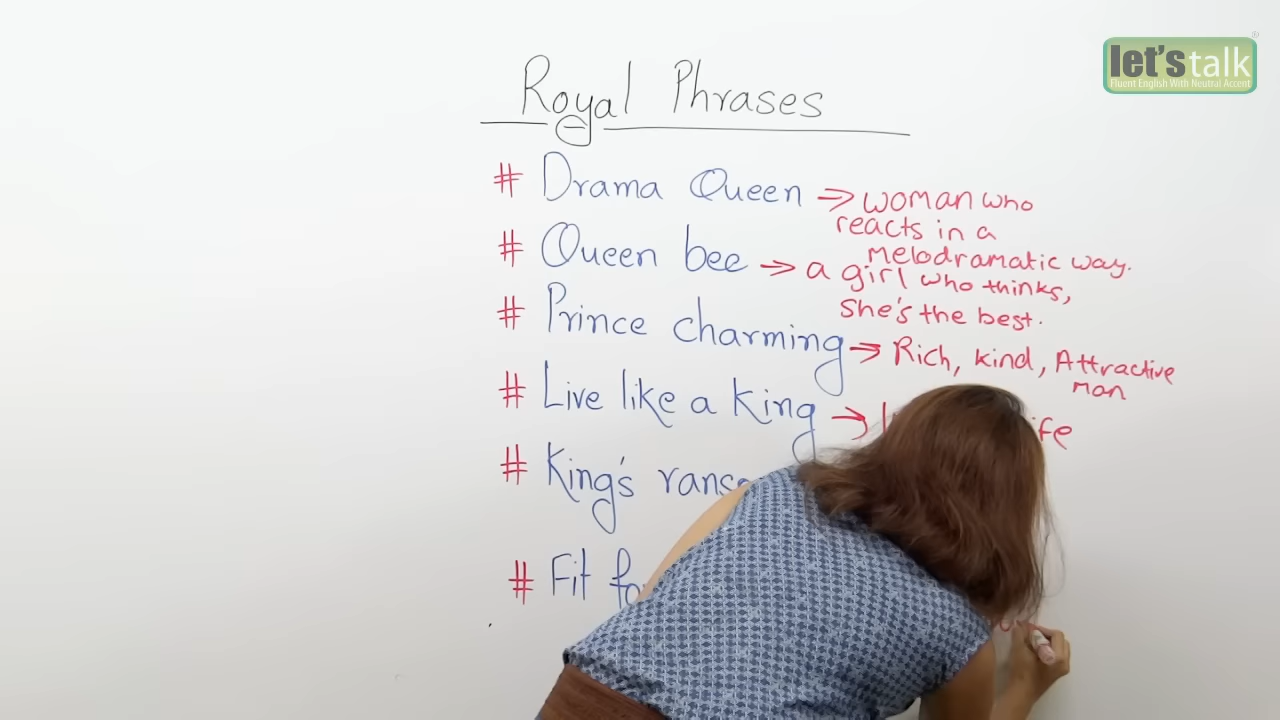 let's talk ®
Fluent English With Neutral Accent
Royal Phrases
# Drama Queen → woman who
reacts in a
melodramatic way.
# Queen bee → a girl who thinks,
She's the best.
# Prince charming → Rich, kind, Attractive
man
# Live like a king →
# King's
# Fit